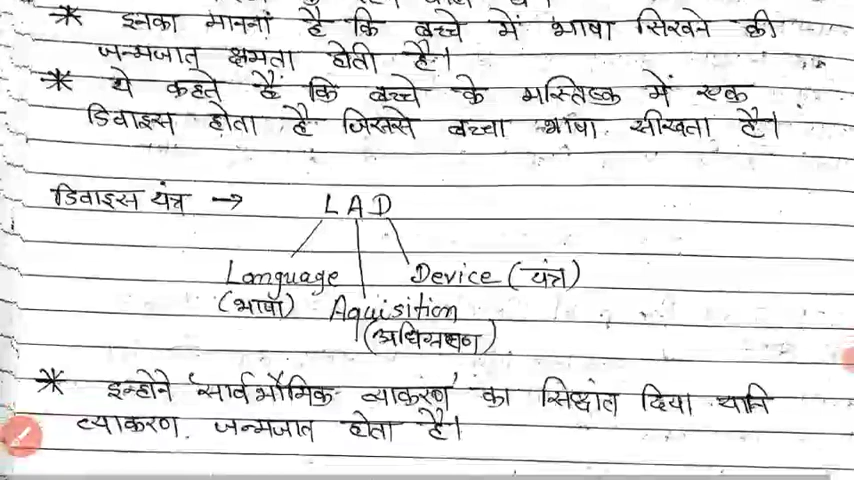 * इनका मानना है कि बच्चे में भाषा सिखने की
जन्मजात क्षमता होती है।
* ये कहते हैं कि बच्चे के मस्तिष्क में एक
डिवाइस होता है जिससे बच्चा भाषा सीखता है।
डिवाइस यंत्र → LAD
Language Device (यंत्र)
(भाषा) Aquisition
(अधिग्रहण)
* इन्होने 'सार्वभौमिक व्याकरण' का सिद्धांत दिया यानि
व्याकरण जन्मजात होता है।